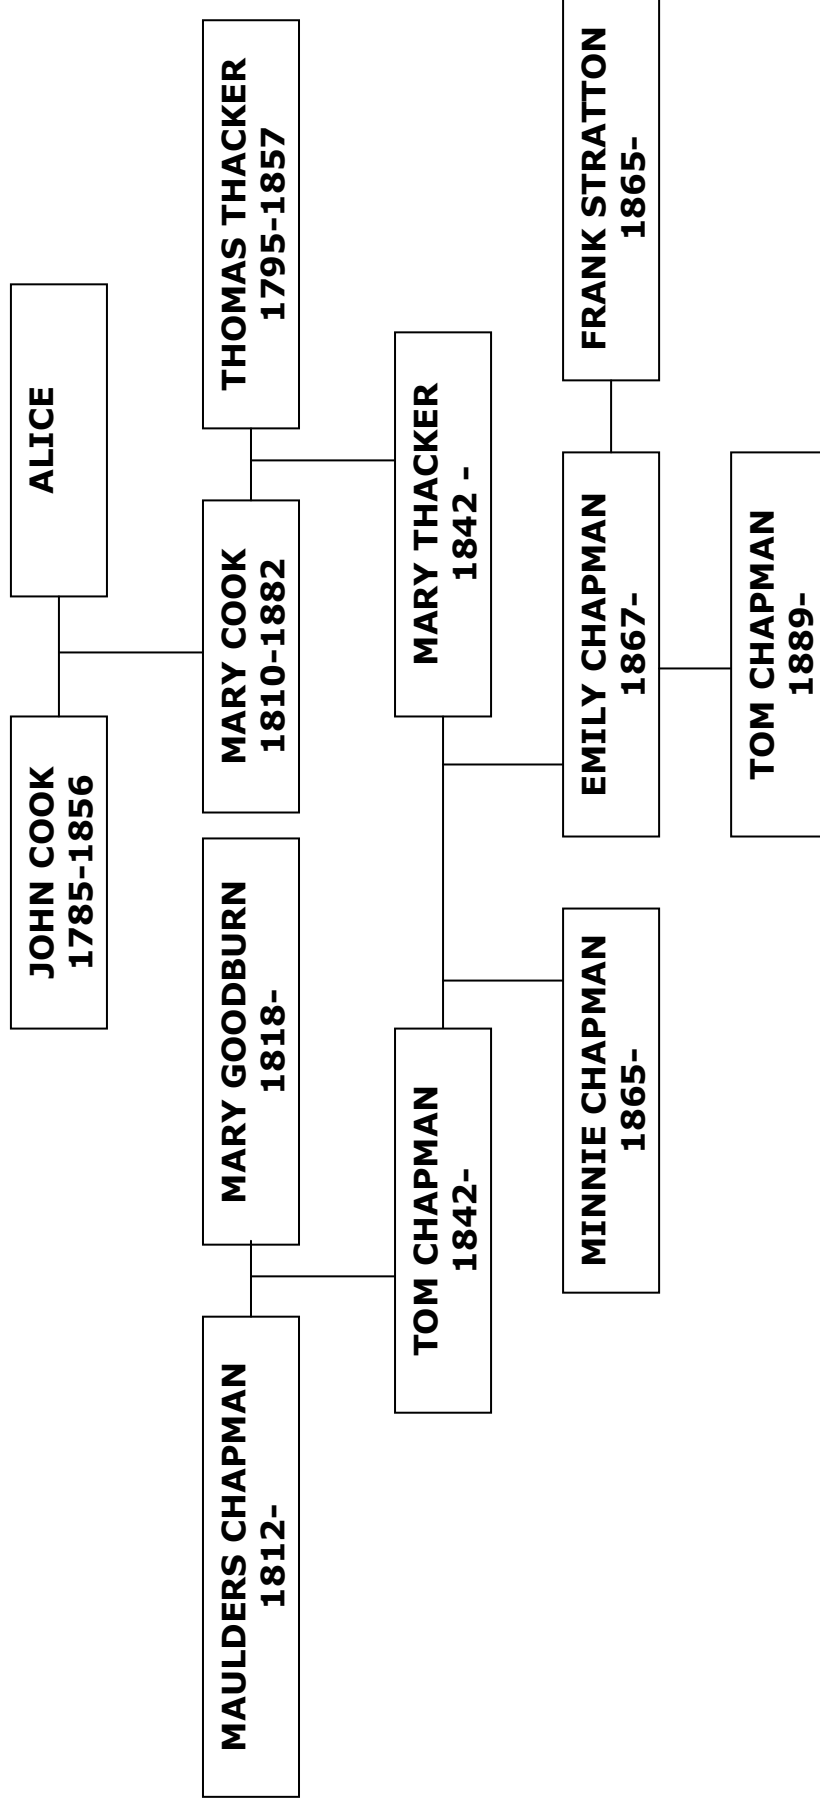 JOHN COOK
1785-1856
ALICE
MAULDERS CHAPMAN
1812-
MARY GOODBURN
1818-
MARY COOK
1810-1882
THOMAS THACKER
1795-1857
TOM CHAPMAN
1842-
MARY THACKER
1842 -
MINNIE CHAPMAN
1865-
EMILY CHAPMAN
1867-
FRANK STRATTON
1865-
TOM CHAPMAN
1889-